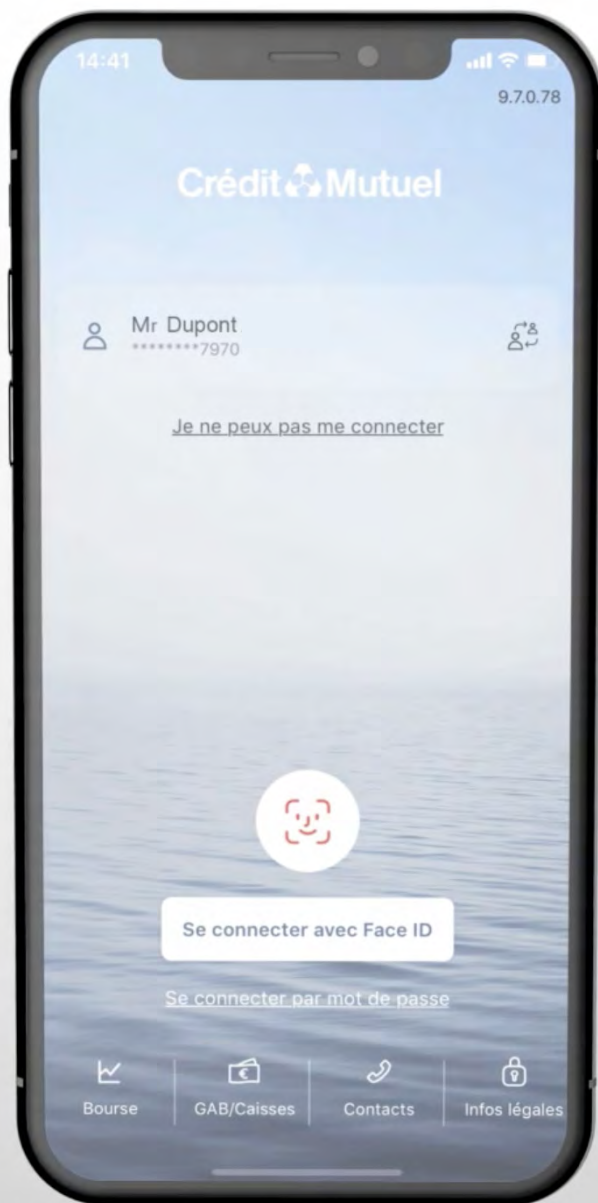 14:41
9.7.0.78
Crédit Mutuel
Mr Dupont
********7970
Je ne peux pas me connecter
Se connecter avec Face ID
Se connecter par mot de passe
Bourse
GAB/Caisses
Contacts
Infos légales